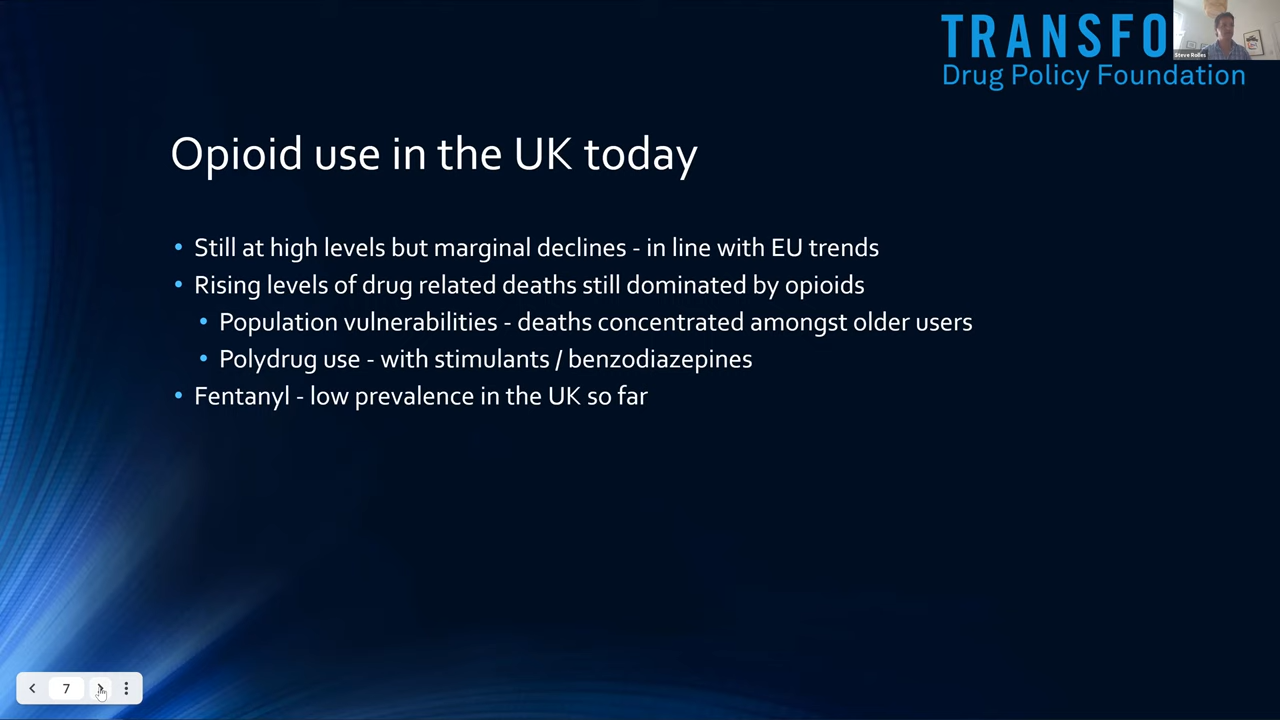 TRANSFO
Steve Rolles
Drug Policy Foundation
Opioid use in the UK today
• Still at high levels but marginal declines - in line with EU trends
• Rising levels of drug related deaths still dominated by opioids
• Population vulnerabilities - deaths concentrated amongst older users
• Polydrug use - with stimulants / benzodiazepines
• Fentanyl - low prevalence in the UK so far
7